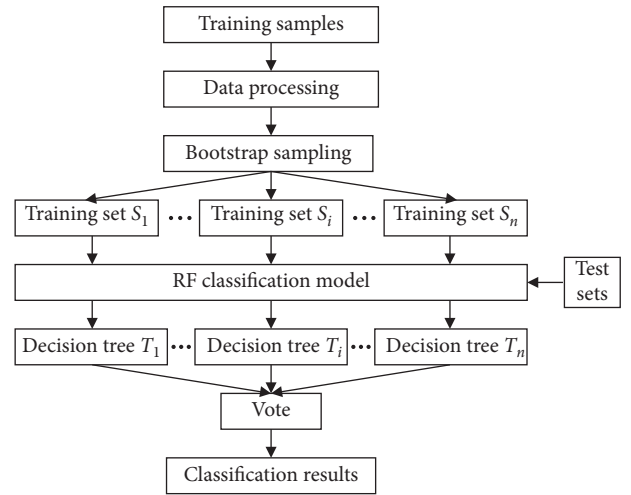 Training samples
Data processing
Bootstrap sampling
Training set S₁ ... Training set Sᵢ ... Training set Sₙ
RF classification model
Test
sets
Decision tree T₁ ... Decision tree Tᵢ ... Decision tree Tₙ
Vote
Classification results